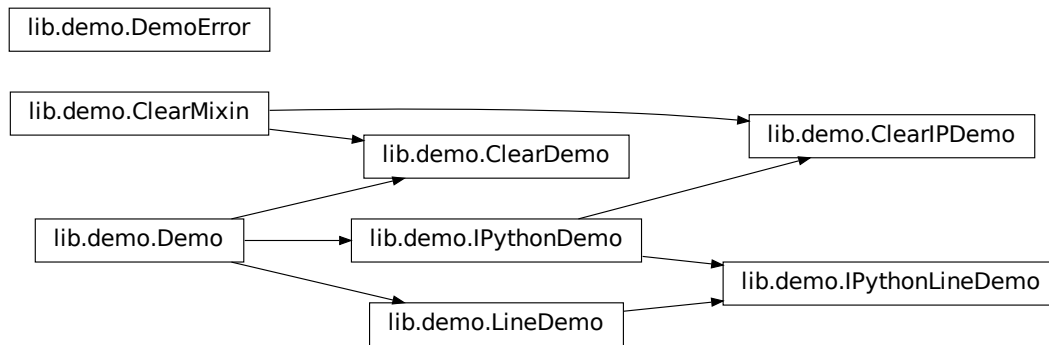 lib.demo.DemoError
lib.demo.ClearMixin
lib.demo.ClearIPDemo
lib.demo.ClearDemo
lib.demo.Demo
lib.demo.IPythonDemo
lib.demo.IPythonLineDemo
lib.demo.LineDemo